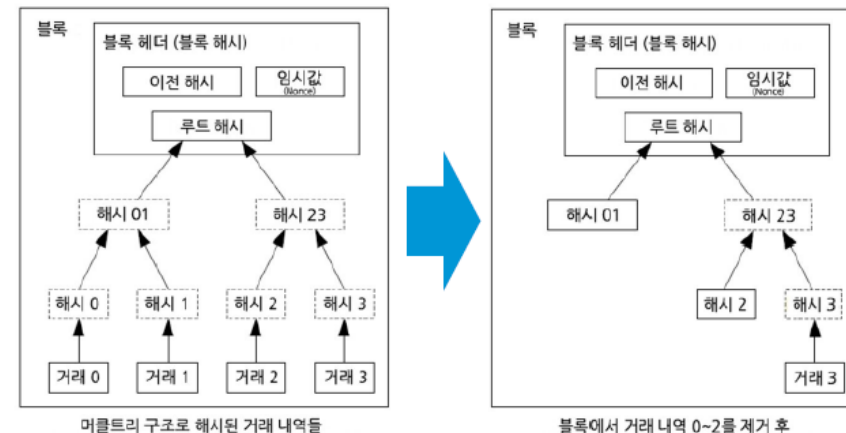 블록
블록 헤더 (블록 해시)
이전 해시
임시값
(Nonce)
루트 해시
해시 01
해시 23
해시 0
해시 1
해시 2
해시 3
거래 0
거래 1
거래 2
거래 3
머클트리 구조로 해시된 거래 내역들
블록
블록 헤더 (블록 해시)
이전 해시
임시값
(Nonce)
루트 해시
해시 01
해시 23
해시 2
해시 3
거래 3
블록에서 거래 내역 0~2를 제거 후